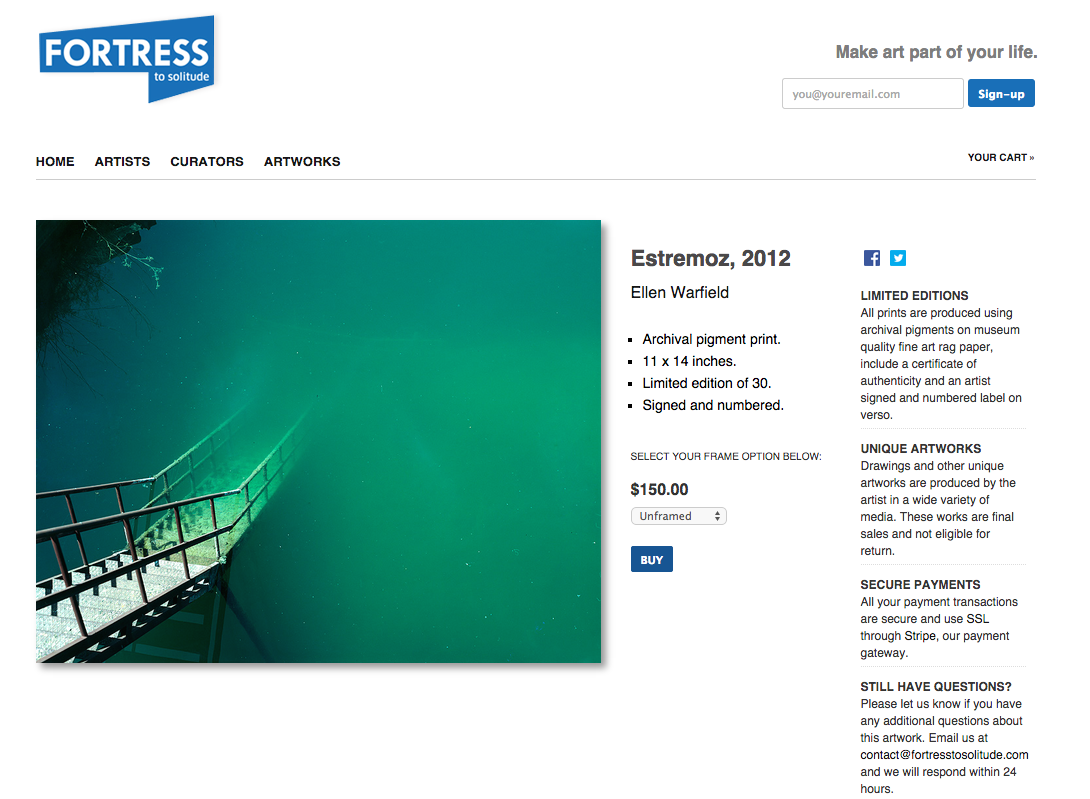 FORTRESS
to solitude
Make art part of your life.
you@youremail.com
Sign-up
HOME ARTISTS CURATORS ARTWORKS
YOUR CART »
Estremoz, 2012
Ellen Warfield
Archival pigment print.
11 x 14 inches.
Limited edition of 30.
Signed and numbered.
SELECT YOUR FRAME OPTION BELOW:
$150.00
Unframed
BUY
LIMITED EDITIONS
All prints are produced using
archival pigments on museum
quality fine art rag paper,
include a certificate of
authenticity and an artist
signed and numbered label on
verso.
UNIQUE ARTWORKS
Drawings and other unique
artworks are produced by the
artist in a wide variety of
media. These works are final
sales and not eligible for
return.
SECURE PAYMENTS
All your payment transactions
are secure and use SSL
through Stripe, our payment
gateway.
STILL HAVE QUESTIONS?
Please let us know if you have
any additional questions about
this artwork. Email us at
contact@fortresstosolitude.com
and we will respond within 24
hours.